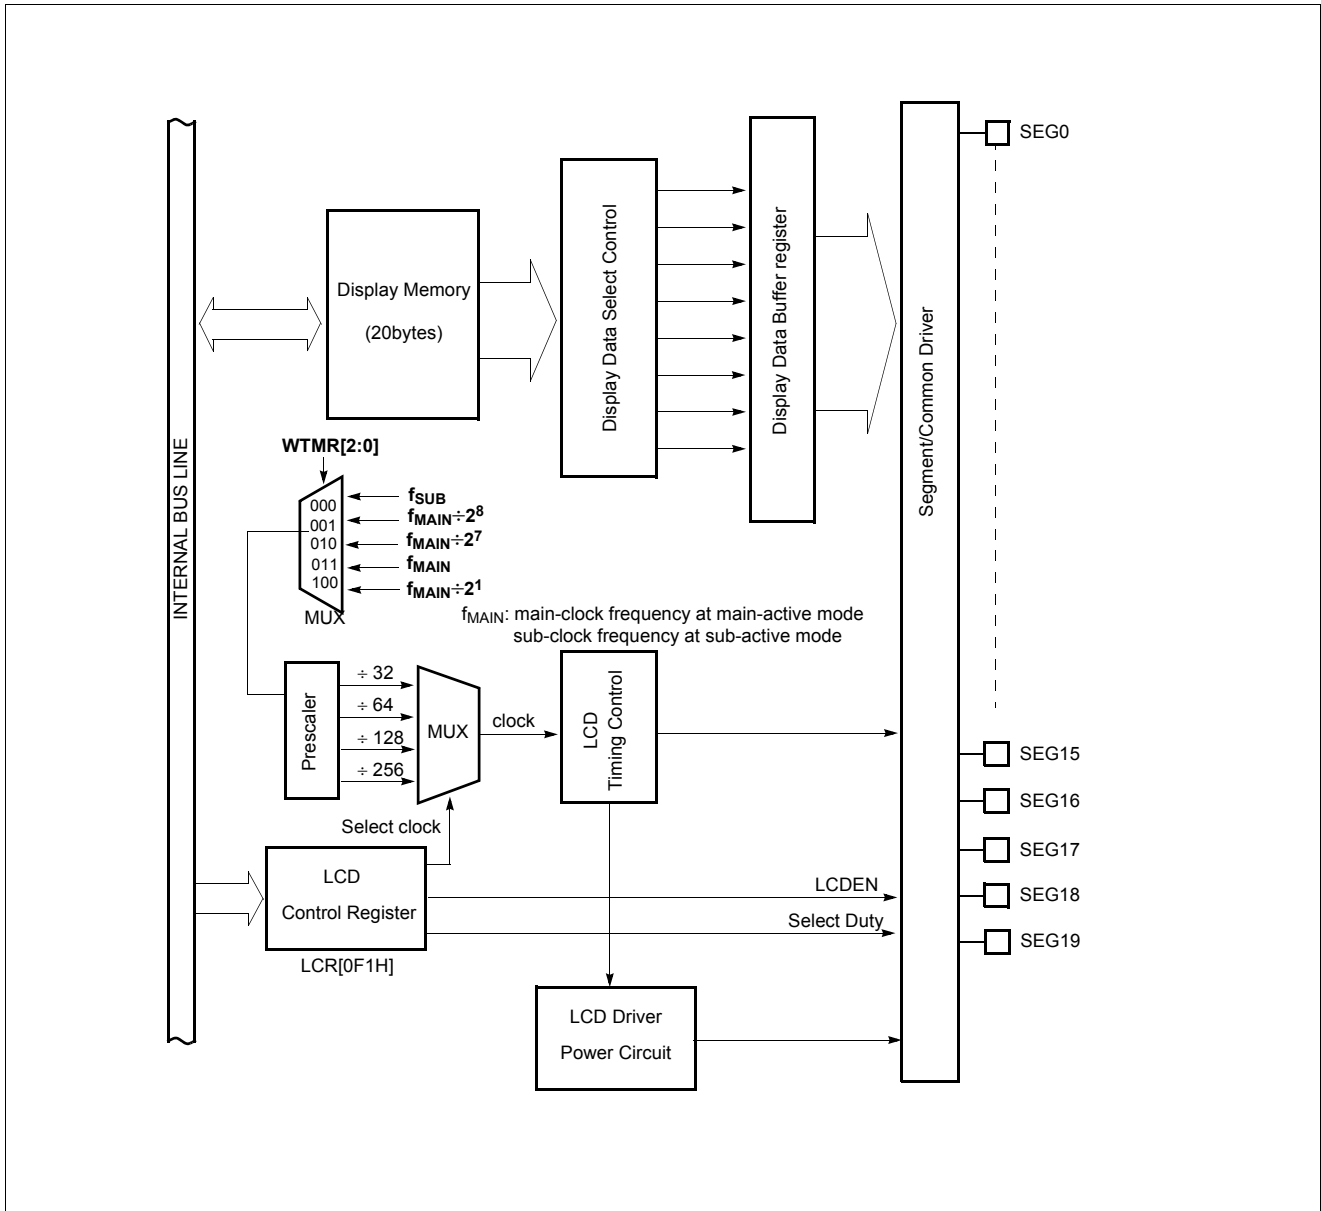 INTERNAL BUS LINE
Display Memory
(20bytes)
Display Data Select Control
Display Data Buffer register
Segment/Common Driver
SEG0
SEG15
SEG16
SEG17
SEG18
SEG19
WTMR[2:0]
000
001
010
011
100
MUX
fSUB
fMAIN÷2⁸
fMAIN÷2⁷
fMAIN
fMAIN÷2¹
fMAIN: main-clock frequency at main-active mode
sub-clock frequency at sub-active mode
Prescaler
÷ 32
÷ 64
÷ 128
÷ 256
MUX
clock
LCD
Timing Control
Select clock
LCD
Control Register
LCR[0F1H]
LCDEN
Select Duty
LCD Driver
Power Circuit